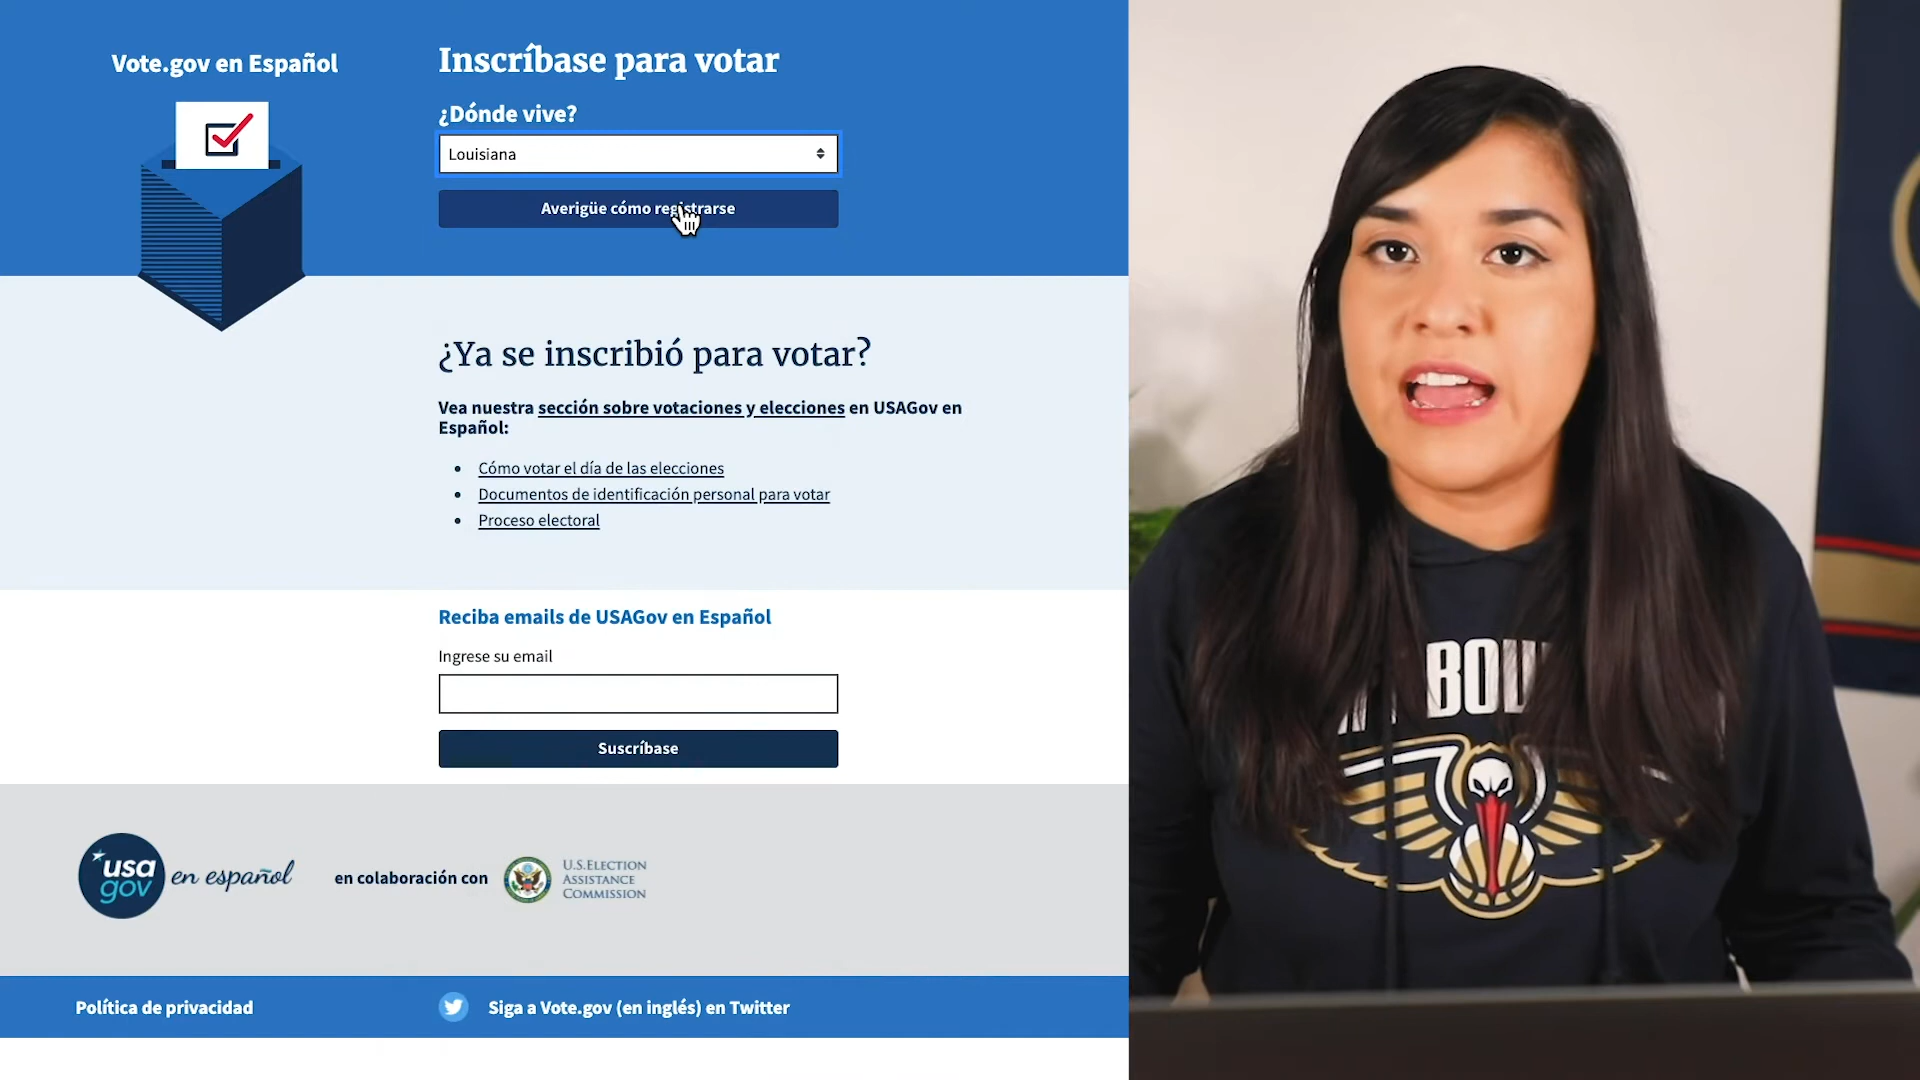 Vote.gov en Español
Inscríbase para votar
¿Dónde vive?
Louisiana
Averigüe cómo registrarse
¿Ya se inscribió para votar?
Vea nuestra sección sobre votaciones y elecciones en USAGov en
Español:
Cómo votar el día de las elecciones
Documentos de identificación personal para votar
Proceso electoral
Reciba emails de USAGov en Español
Ingrese su email
Suscríbase
usa
gov
en español
en colaboración con
U.S. ELECTION
ASSISTANCE
COMMISSION
Política de privacidad
Siga a Vote.gov (en inglés) en Twitter